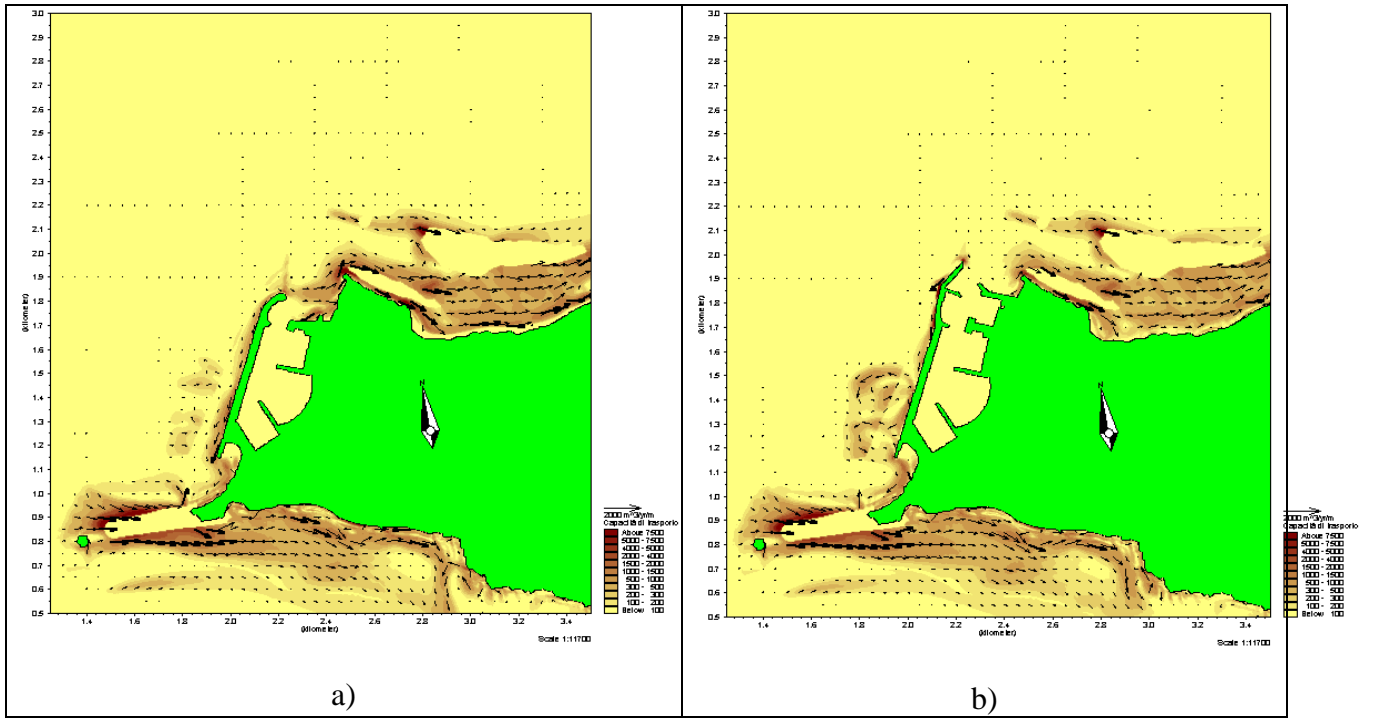 3.0
2.9
2.8
2.7
2.6
2.5
2.4
2.3
2.2
2.1
2.0
1.9
1.8
1.7
1.6
1.5
1.4
1.3
1.2
1.1
1.0
0.9
0.8
0.7
0.6
0.5
(kilometer)
1.4 1.6 1.8 2.0 2.2 2.4 2.6 2.8 3.0 3.2 3.4
(kilometer)
Scale 1:11700
N
2000 m^3/yr/m
Capacità di trasporto
Above 7500
5000 - 7500
4000 - 5000
2000 - 4000
1500 - 2000
1000 - 1500
500 - 1000
300 - 500
200 - 300
100 - 200
Below 100
a)
3.0
2.9
2.8
2.7
2.6
2.5
2.4
2.3
2.2
2.1
2.0
1.9
1.8
1.7
1.6
1.5
1.4
1.3
1.2
1.1
1.0
0.9
0.8
0.7
0.6
0.5
(kilometer)
1.4 1.6 1.8 2.0 2.2 2.4 2.6 2.8 3.0 3.2 3.4
(kilometer)
Scale 1:11700
N
2000 m^3/yr/m
Capacità di trasporto
Above 7500
5000 - 7500
4000 - 5000
2000 - 4000
1500 - 2000
1000 - 1500
500 - 1000
300 - 500
200 - 300
100 - 200
Below 100
b)